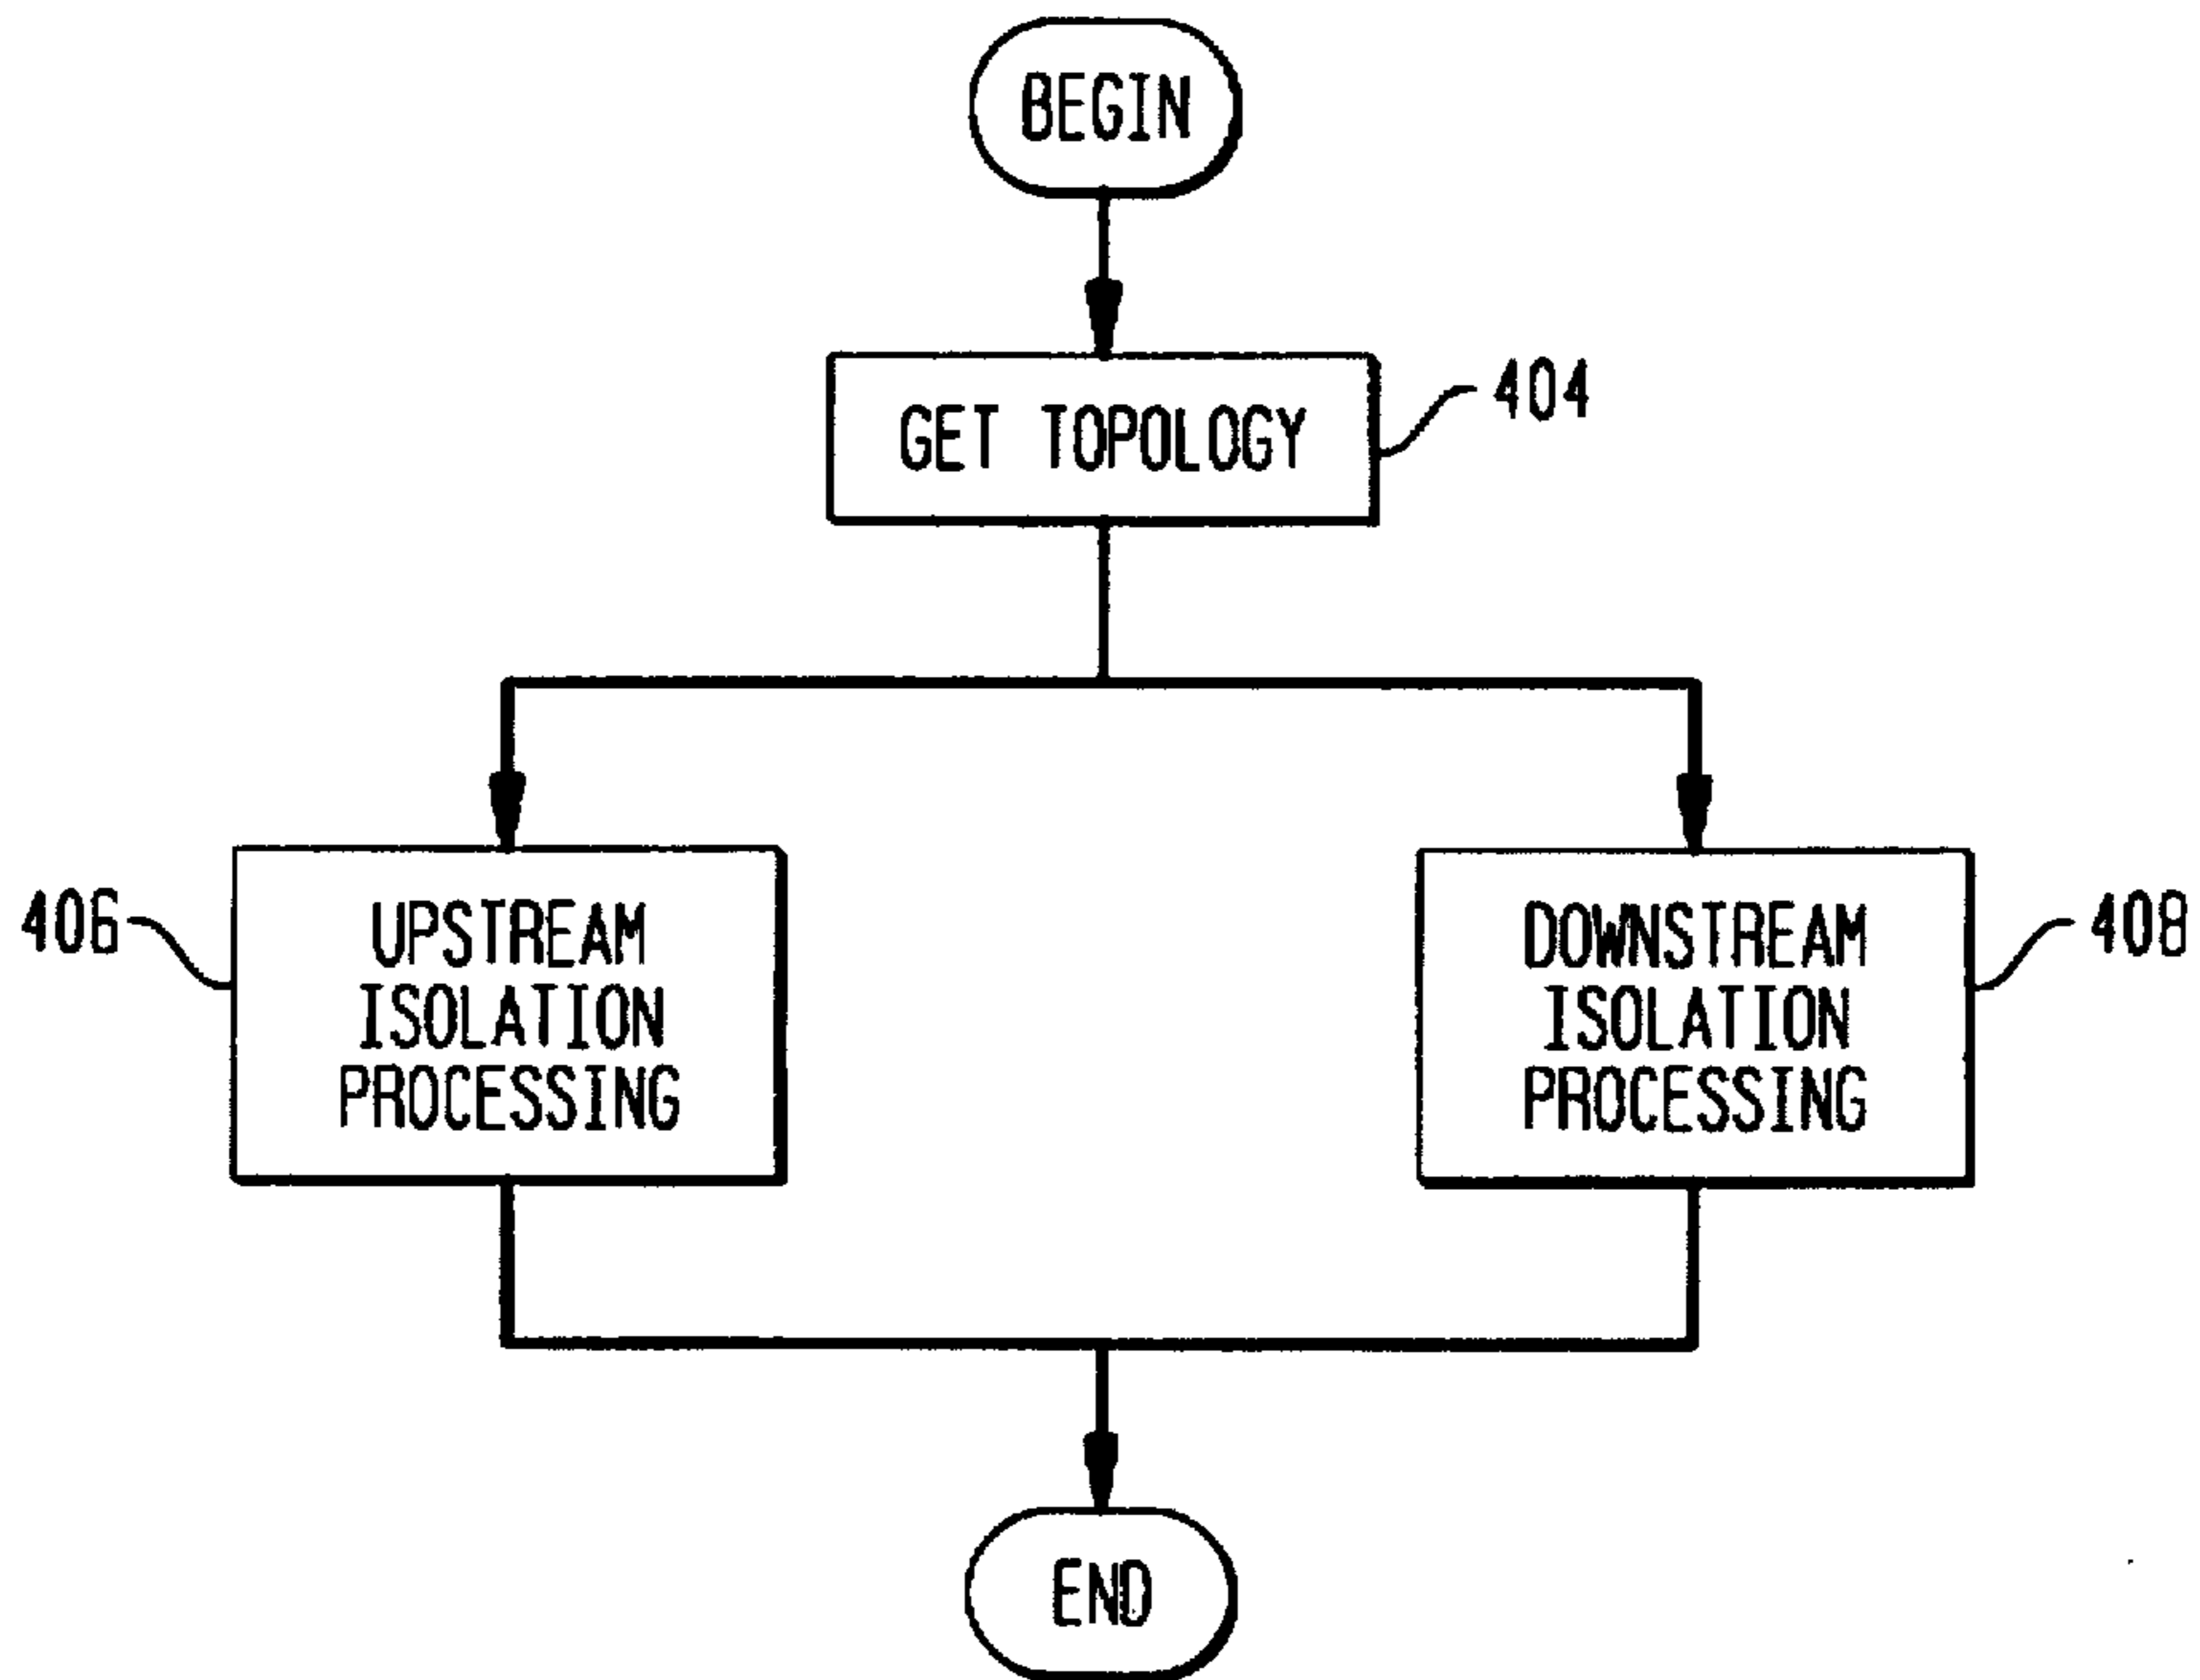 BEGIN
GET TOPOLOGY
404
406
UPSTREAM
ISOLATION
PROCESSING
DOWNSTREAM
ISOLATION
PROCESSING
408
END